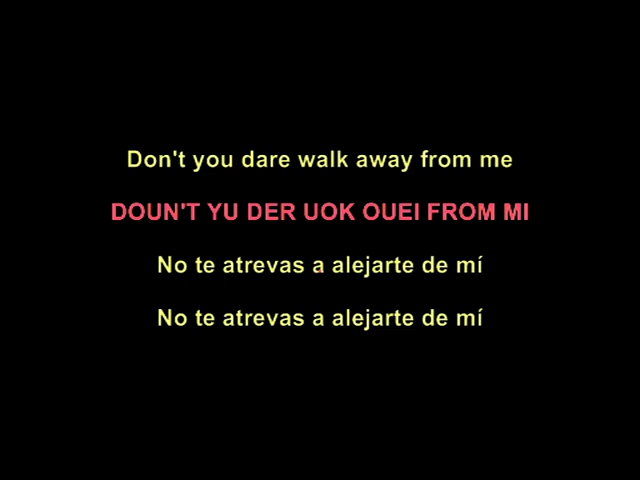 Don't you dare walk away from me
DOUN'T YU DER UOK OUEI FROM MI
No te atrevas a alejarte de mí
No te atrevas a alejarte de mí